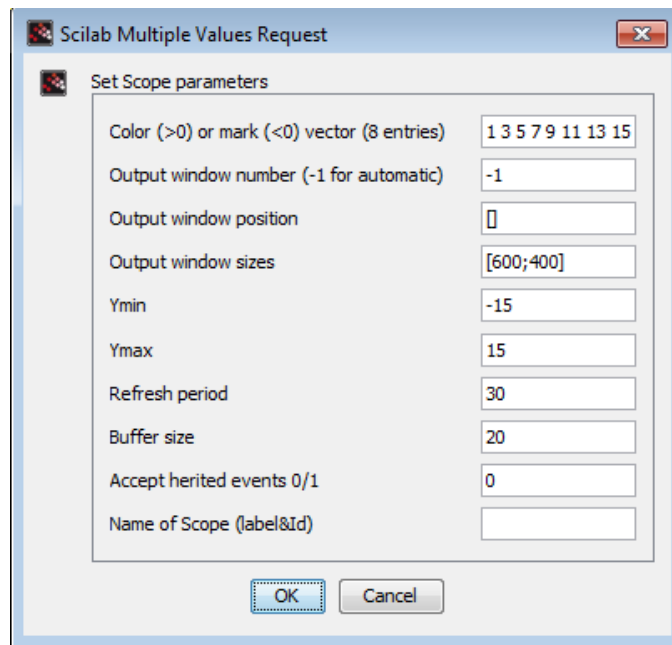 Scilab Multiple Values Request
Set Scope parameters
Color (>0) or mark (<0) vector (8 entries) 1 3 5 7 9 11 13 15
Output window number (-1 for automatic) -1
Output window position []
Output window sizes [600;400]
Ymin -15
Ymax 15
Refresh period 30
Buffer size 20
Accept herited events 0/1 0
Name of Scope (label&Id)
OK Cancel